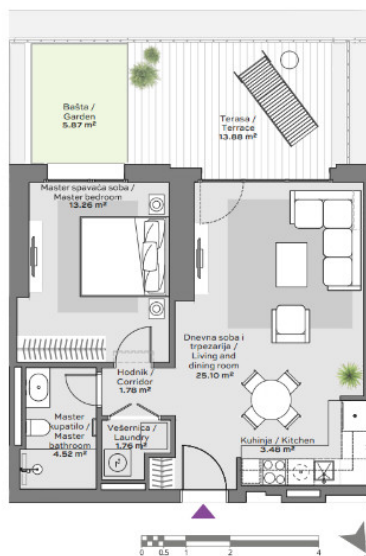 Bašta /
Garden
5.87 m²
Terasa /
Terrace
13.88 m²
Master spavaća soba /
Master bedroom
13.26 m²
Dnevna soba i
trpezarija /
Living and
dining room
25.10 m²
Hodnik /
Corridor
1.78 m²
Master
kupatilo /
Master
bathroom
4.52 m²
Vešernica /
Laundry
1.76 m²
Kuhinja / Kitchen
3.48 m²
0 0.5 1 2 4